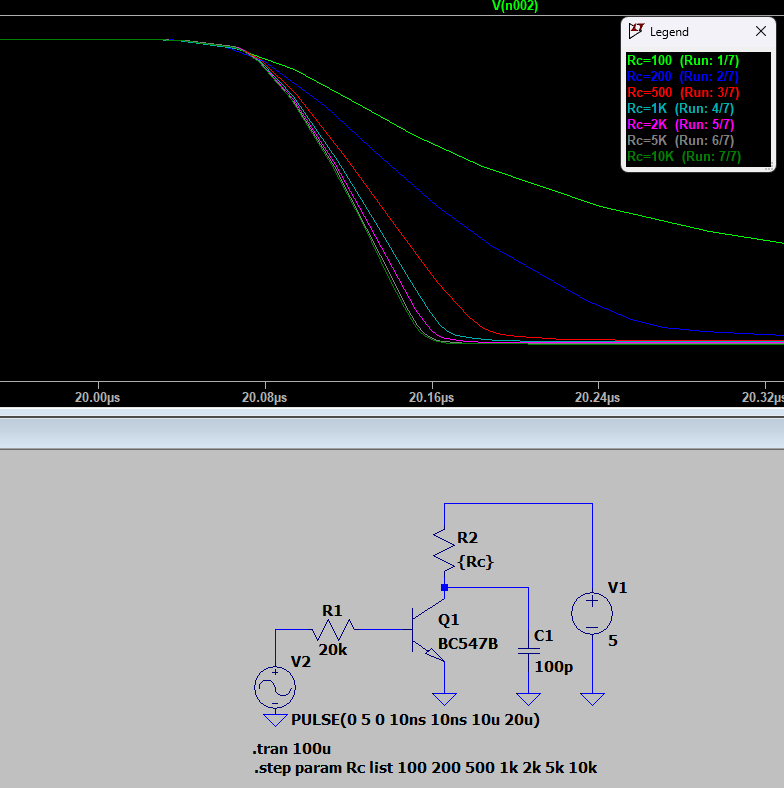 V(n002)
Legend
Rc=100 (Run: 1/7)
Rc=200 (Run: 2/7)
Rc=500 (Run: 3/7)
Rc=1K (Run: 4/7)
Rc=2K (Run: 5/7)
Rc=5K (Run: 6/7)
Rc=10K (Run: 7/7)
20.00µs 20.08µs 20.16µs 20.24µs 20.32µs
R2
{Rc}
V1
R1
Q1
C1
5
20k
BC547B
V2
100p
PULSE(0 5 0 10ns 10ns 10u 20u)
.tran 100u
.step param Rc list 100 200 500 1k 2k 5k 10k